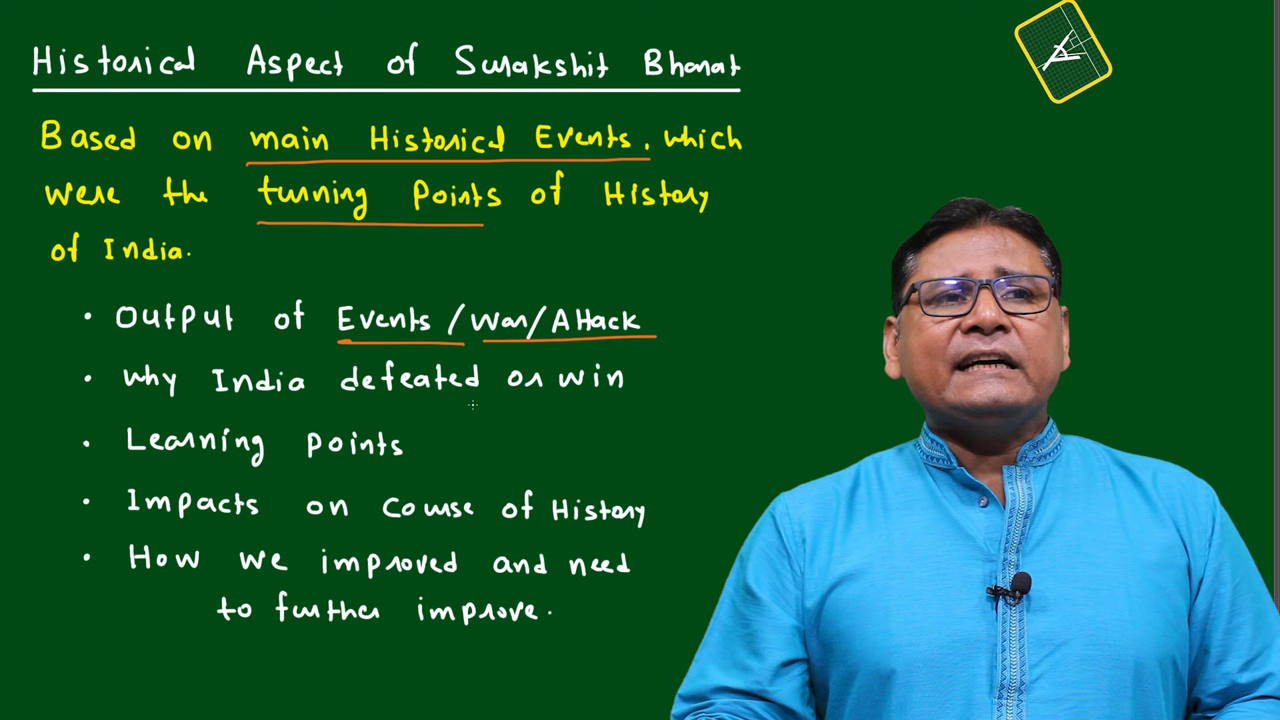 Historical Aspect of Surakshit Bharat
Based on main Historical Events. which
were the turning Points of History
of India.
• Output of Events / War / Attack
• Why India defeated or win
• Learning points
• Impacts on Course of History
• How we improved and need
to further improve.